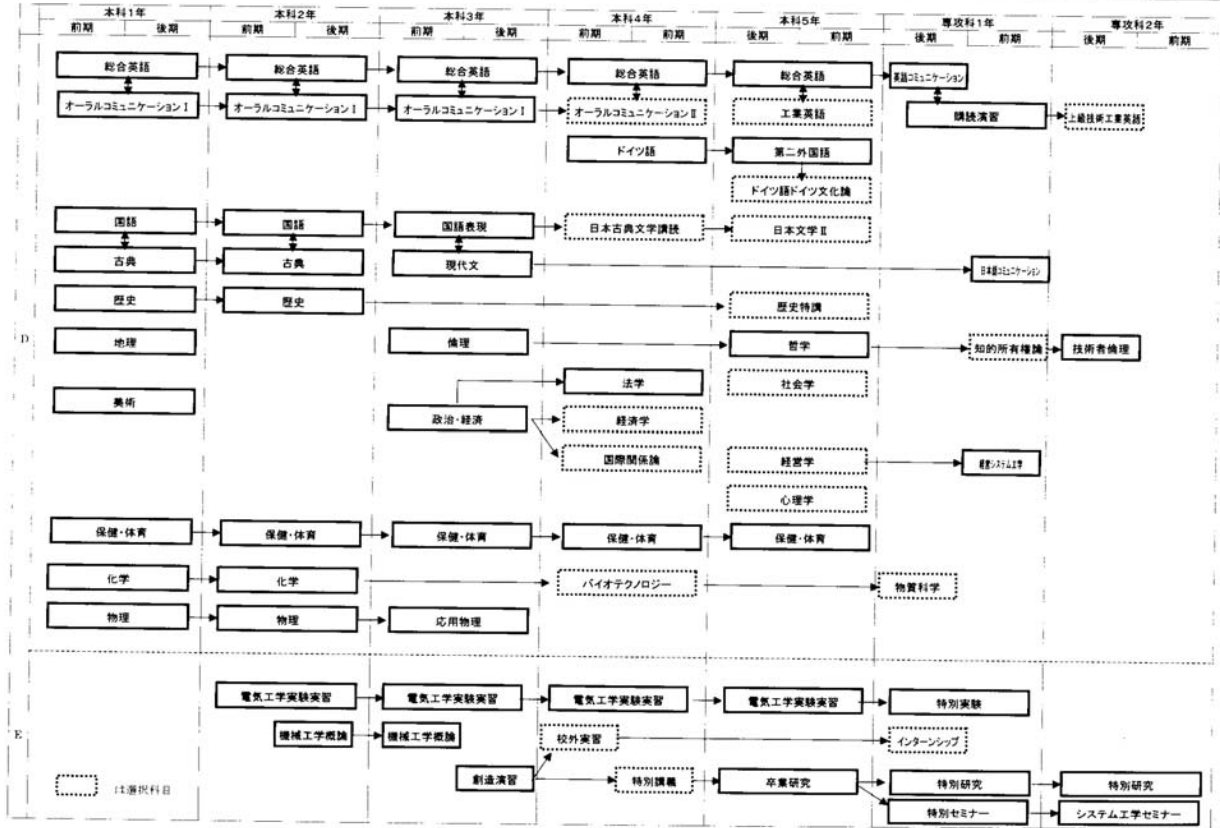 本科1年 本科2年 本科3年 本科4年 本科5年 専攻科1年 専攻科2年
前期 後期 前期 後期 前期 後期 前期 前期 後期 前期 後期 前期 後期 前期
総合英語 総合英語 総合英語 総合英語 総合英語 英語コミュニケーション
オーラルコミュニケーションⅠ オーラルコミュニケーションⅠ オーラルコミュニケーションⅠ オーラルコミュニケーションⅡ 工業英語 購読演習 上級技術工業英語
ドイツ語 第二外国語
ドイツ語ドイツ文化論
国語 国語 国語表現 日本古典文学講読 日本文学Ⅱ
古典 古典 現代文 日本語コミュニケーション
歴史 歴史 歴史特講
D 地理 倫理 哲学 知的所有権論 技術者倫理
法学 社会学
美術 政治・経済 経済学
国際関係論 経営学 経営システム工学
心理学
保健・体育 保健・体育 保健・体育 保健・体育 保健・体育
化学 化学 バイオテクノロジー 物質科学
物理 物理 応用物理
電気工学実験実習 電気工学実験実習 電気工学実験実習 電気工学実験実習 特別実験
E 機械工学概論 機械工学概論 校外実習 インターンシップ
は選択科目 創造演習 特別講義 卒業研究 特別研究 特別研究
特別セミナー システム工学セミナー